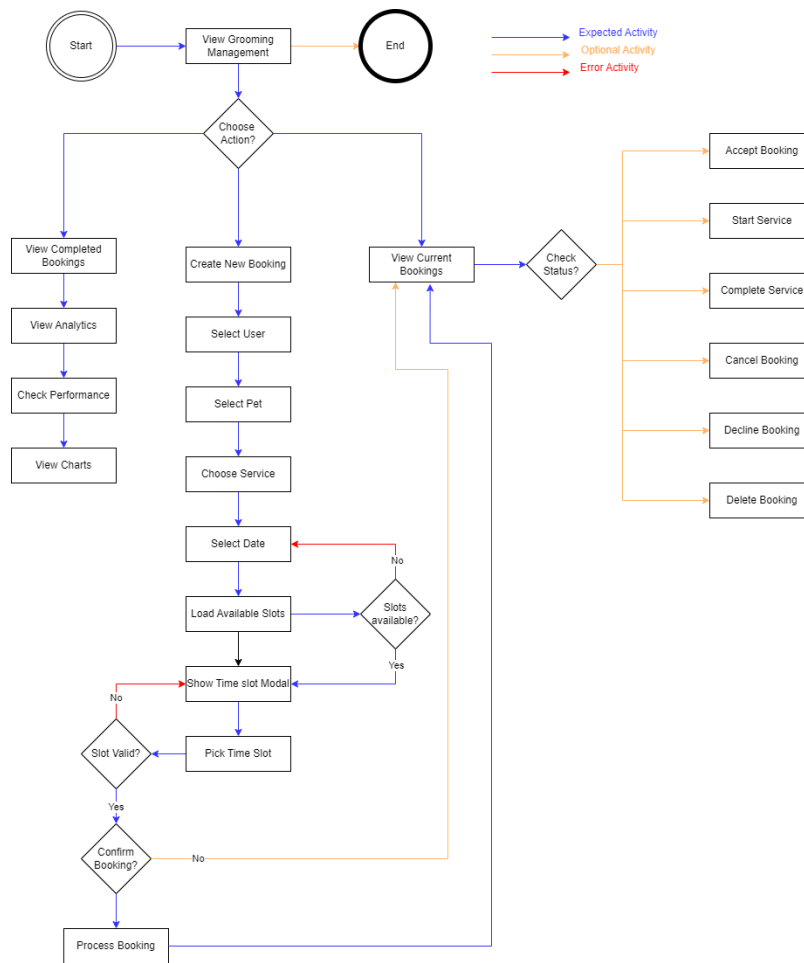 Start
View Grooming
Management
End
Expected Activity
Optional Activity
Error Activity
Choose
Action?
Accept Booking
Start Service
Complete Service
Cancel Booking
Decline Booking
Delete Booking
View Completed
Bookings
Create New Booking
View Current
Bookings
Check
Status?
View Analytics
Select User
Check Performance
Select Pet
View Charts
Choose Service
Select Date
No
Load Available Slots
Slots
available?
Yes
Show Time slot Modal
No
Slot Valid?
Pick Time Slot
Yes
Confirm
Booking?
No
Process Booking